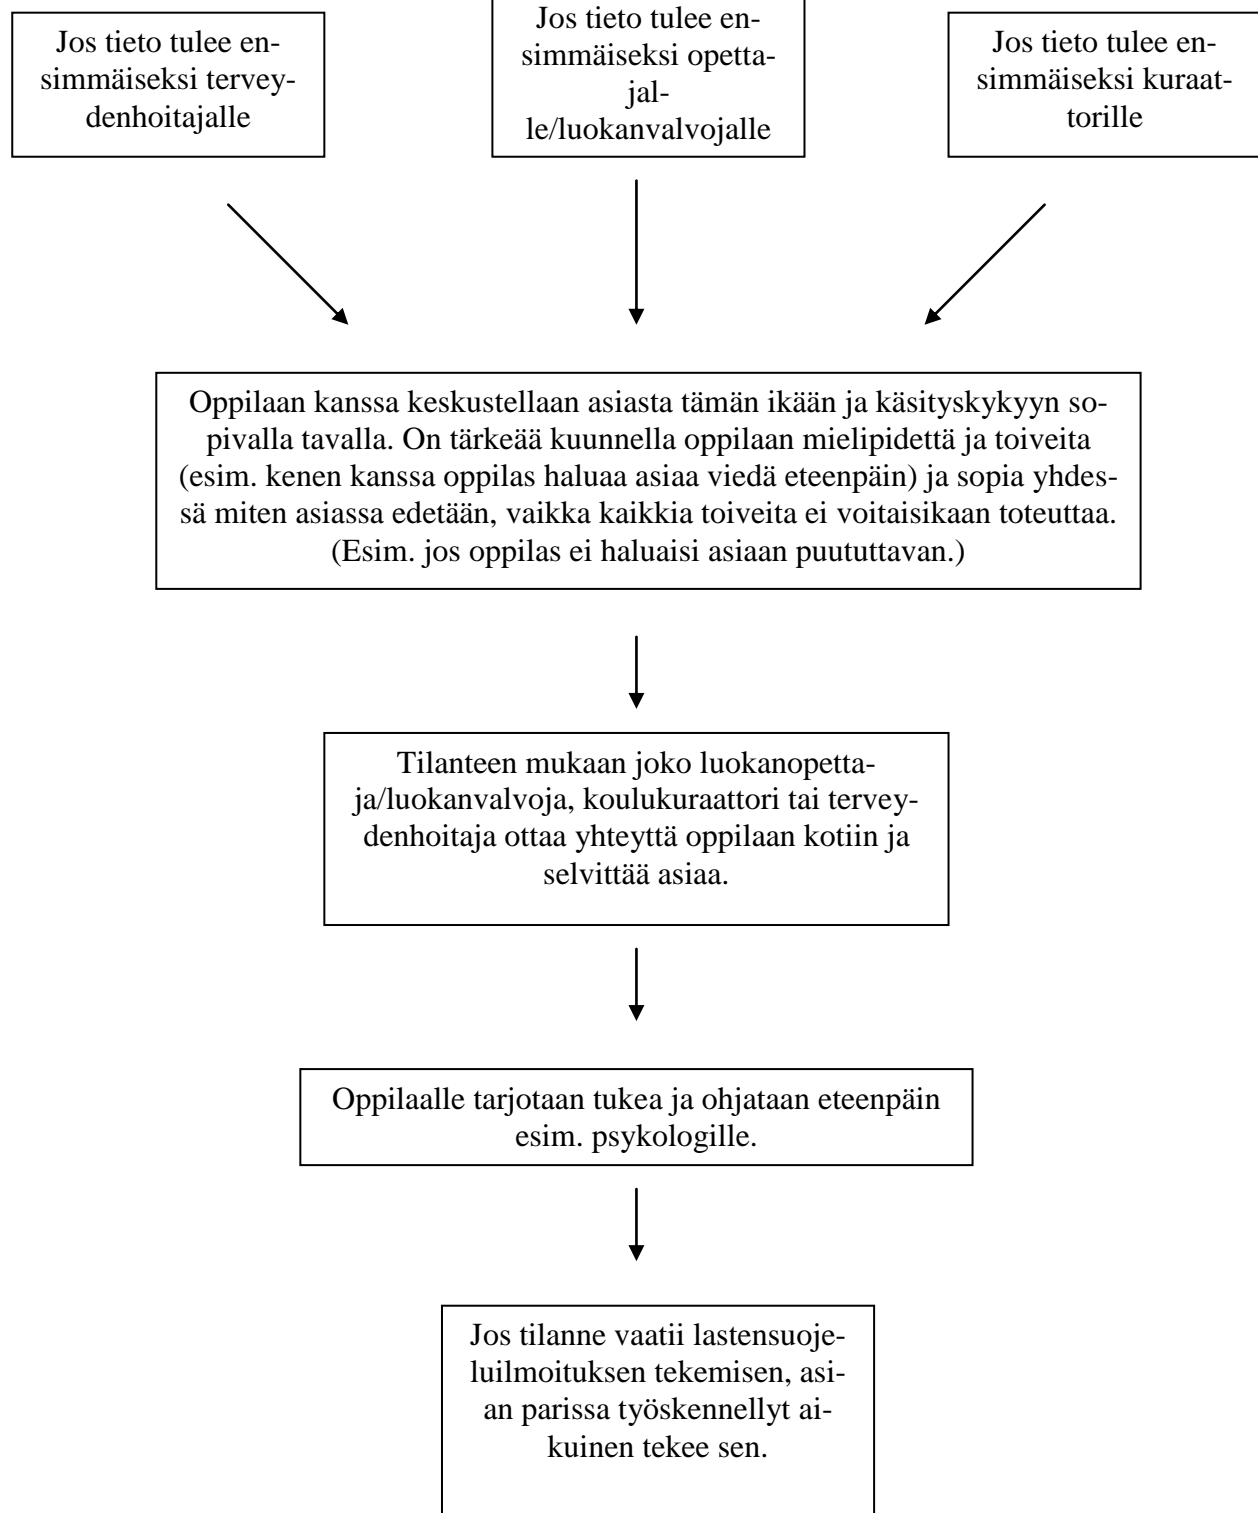 Jos tieto tulee en-
simmäiseksi tervey-
denhoitajalle
Jos tieto tulee en-
simmäiseksi opetta-
jal-
le/luokanvalvojalle
Jos tieto tulee en-
simmäiseksi kuraat-
torille
Oppilaan kanssa keskustellaan asiasta tämän ikään ja käsityskykyyn so-
pivalla tavalla. On tärkeää kuunnella oppilaan mielipidettä ja toiveita
(esim. kenen kanssa oppilas haluaa asiaa viedä eteenpäin) ja sopia yhdes-
sä miten asiassa edetään, vaikka kaikkia toiveita ei voitaisikaan toteuttaa.
(Esim. jos oppilas ei haluaisi asiaan puututtavan.)
Tilanteen mukaan joko luokanopetta-
ja/luokanvalvoja, koulukuraattori tai tervey-
denhoitaja ottaa yhteyttä oppilaan kotiin ja
selvittää asiaa.
Oppilaalle tarjotaan tukea ja ohjataan eteenpäin
esim. psykologille.
Jos tilanne vaatii lastensuoje-
luilmoituksen tekemisen, asi-
an parissa työskennellyt ai-
kuinen tekee sen.